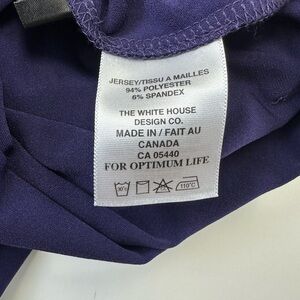 JERSEY/TISSU A MAILLES
94% POLYESTER
6% SPANDEX
THE WHITE HOUSE
DESIGN CO.
MADE IN / FAIT AU
CANADA
CA 05440
FOR OPTIMUM LIFE
30°c 110°C